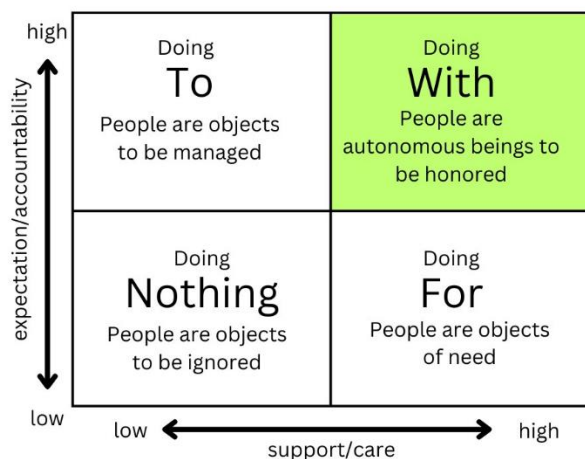 high
expectation/accountability
low
Doing
To
People are objects
to be managed
Doing
With
People are
autonomous beings to
be honored
Doing
Nothing
People are objects
to be ignored
Doing
For
People are objects
of need
low
high
support/care